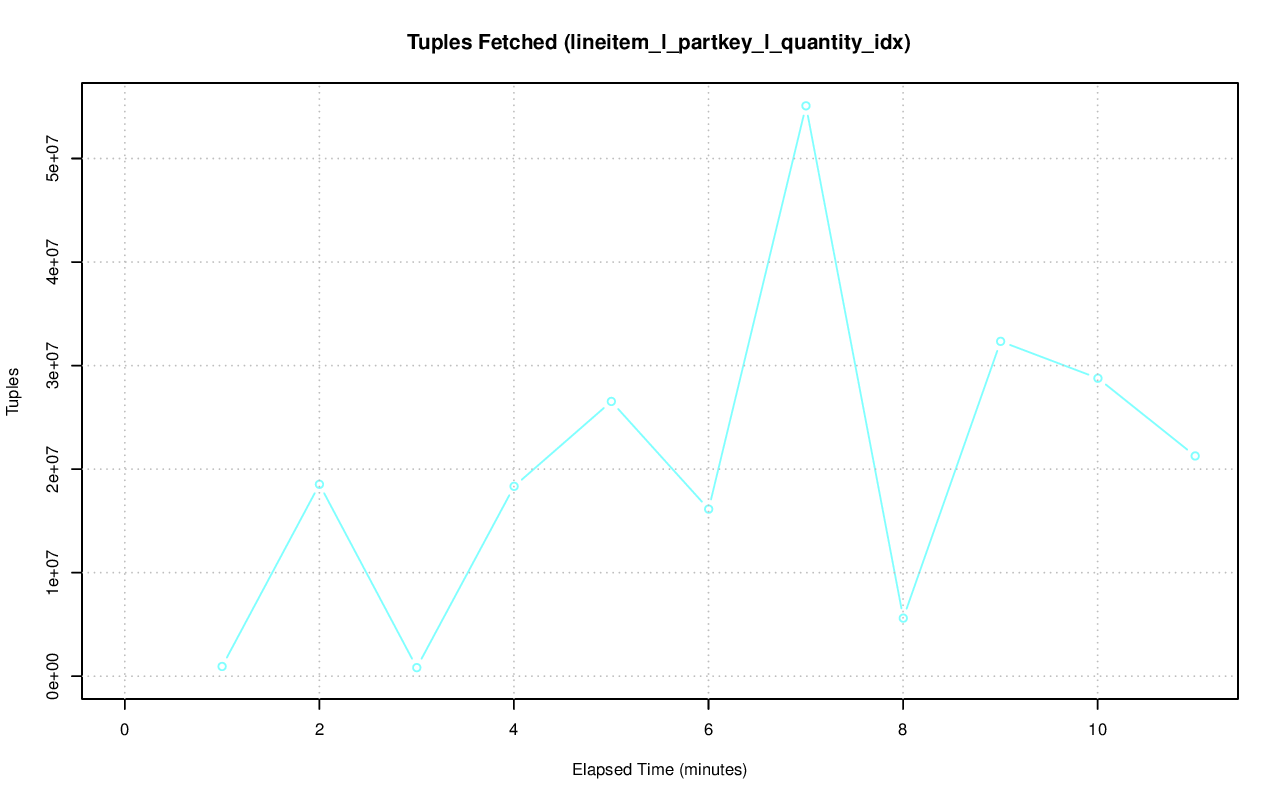 Tuples Fetched (lineitem_l_partkey_l_quantity_idx)
Tuples
5e+07
4e+07
3e+07
2e+07
1e+07
0e+00
0 2 4 6 8 10
Elapsed Time (minutes)